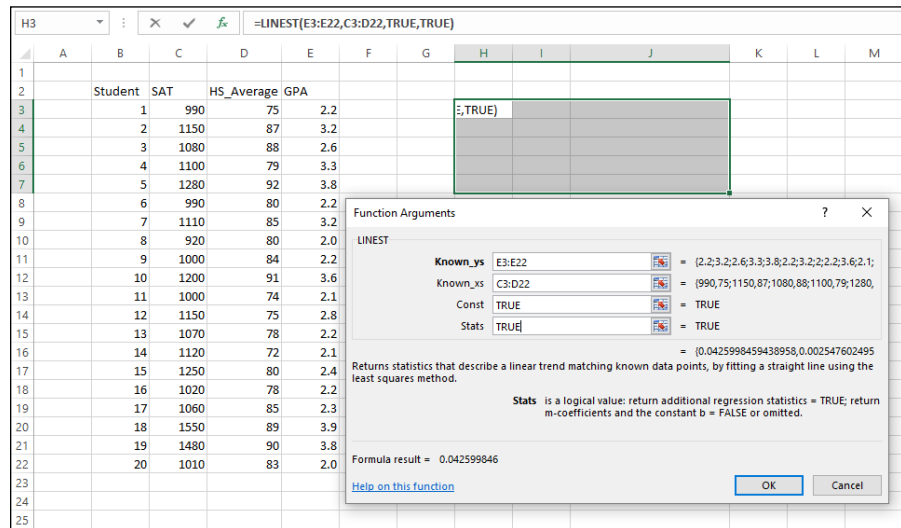 H3 fx =LINEST(E3:E22,C3:D22,TRUE,TRUE)
A B C D E F G H I J K L M
1
2 Student SAT HS_Average GPA
3 1 990 75 2.2 E,TRUE)
4 2 1150 87 3.2
5 3 1080 88 2.6
6 4 1100 79 3.3
7 5 1280 92 3.8
8 6 990 80 2.2
9 7 1110 85 3.2
10 8 920 80 2.0
11 9 1000 84 2.2
12 10 1200 91 3.6
13 11 1000 74 2.1
14 12 1150 75 2.8
15 13 1070 78 2.2
16 14 1120 72 2.1
17 15 1250 80 2.4
18 16 1020 78 2.2
19 17 1060 85 2.3
20 18 1550 89 3.9
21 19 1480 90 3.8
22 20 1010 83 2.0
23
24
25
Function Arguments ? X
LINEST
Known_ys E3:E22 = {2.2;3.2;2.6;3.3;3.8;2.2;3.2;2;2.2;3.6;2.1;
Known_xs C3:D22 = {990,75;1150,87;1080,88;1100,79;1280,
Const TRUE = TRUE
Stats TRUE = TRUE
= {0.0425998459438958,0.002547602495
Returns statistics that describe a linear trend matching known data points, by fitting a straight line using the
least squares method.
Stats is a logical value: return additional regression statistics = TRUE; return
m-coefficients and the constant b = FALSE or omitted.
Formula result = 0.042599846
Help on this function
OK Cancel